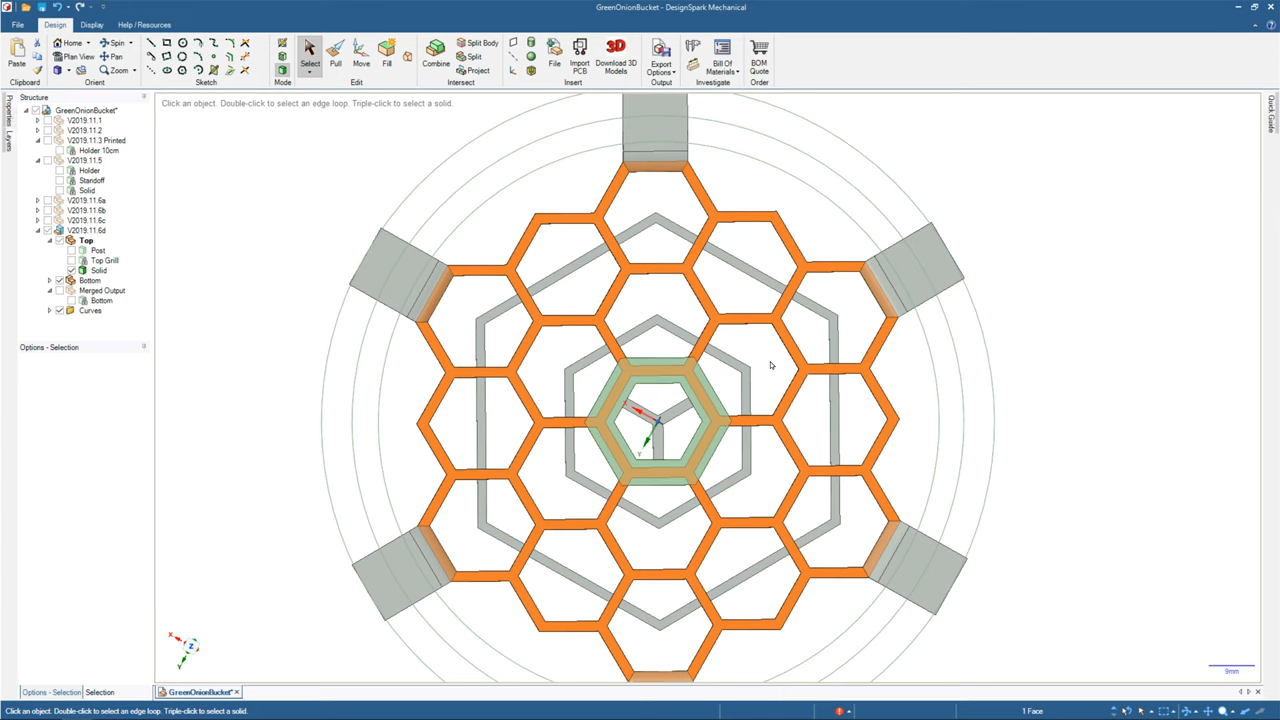 GreenOnionBucket - DesignSpark Mechanical
File Design Display Help / Resources
Paste
Home Spin
Plan View Pan
Zoom
Select Pull Move Fill
Combine
Split Body
Split
Project
File Import PCB Download 3D Models
3D
Export Options
Bill Of Materials
BOM Quote
Clipboard Orient Sketch Mode Edit Intersect Insert Output Investigate Order
Properties
Layers
Structure
GreenOnionBucket*
V2019.11.1
V2019.11.2
V2019.11.3 Printed
Holder 10cm
V2019.11.5
Holder
Standoff
Solid
V2019.11.6a
V2019.11.6b
V2019.11.6c
V2019.11.6d
Top
Post
Top Grill
Solid
Bottom
Merged Output
Bottom
Curves
Options - Selection
Click an object. Double-click to select an edge loop. Triple-click to select a solid.
Quick Guide
X
Y
X
Z
Y
9mm
Options - Selection Selection
GreenOnionBucket*
Click an object. Double-click to select an edge loop. Triple-click to select a solid.
1 Face